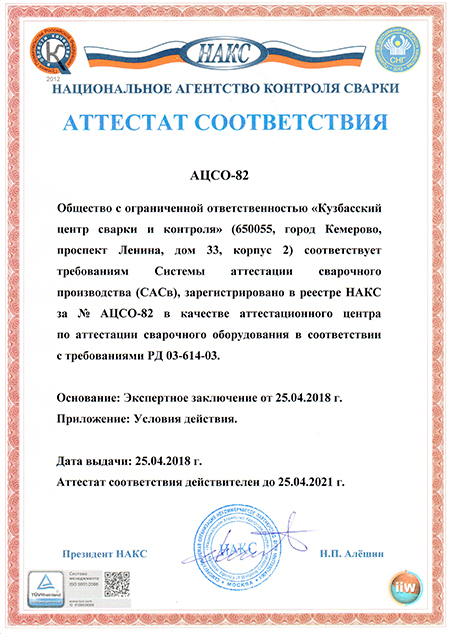 НАКС
2012
СНГ
НАЦИОНАЛЬНОЕ АГЕНТСТВО КОНТРОЛЯ СВАРКИ
АТТЕСТАТ СООТВЕТСТВИЯ
АЦСО-82
Общество с ограниченной ответственностью «Кузбасский
центр сварки и контроля» (650055, город Кемерово,
проспект Ленина, дом 33, корпус 2) соответствует
требованиям Системы аттестации сварочного
производства (САСв), зарегистрировано в реестре НАКС
за № АЦСО-82 в качестве аттестационного центра
по аттестации сварочного оборудования в соответствии
с требованиями РД 03-614-03.
Основание: Экспертное заключение от 25.04.2018 г.
Приложение: Условия действия.
Дата выдачи: 25.04.2018 г.
Аттестат соответствия действителен до 25.04.2021 г.
Президент НАКС
НАКС
МОСКВА
Н.П. Алёшин
Система
менеджмента
iiw